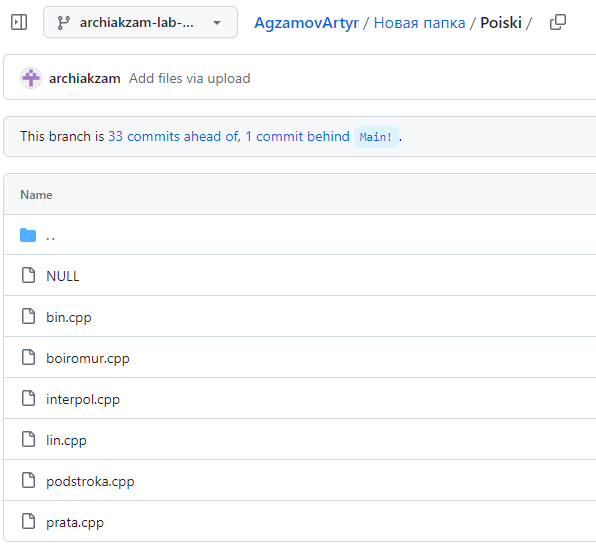 archiakzam-lab-... AgzamovArtyr / Новая папка / Poiski /
archiakzam Add files via upload
This branch is 33 commits ahead of, 1 commit behind Main! .
Name
..
NULL
bin.cpp
boiromur.cpp
interpol.cpp
lin.cpp
podstroka.cpp
prata.cpp